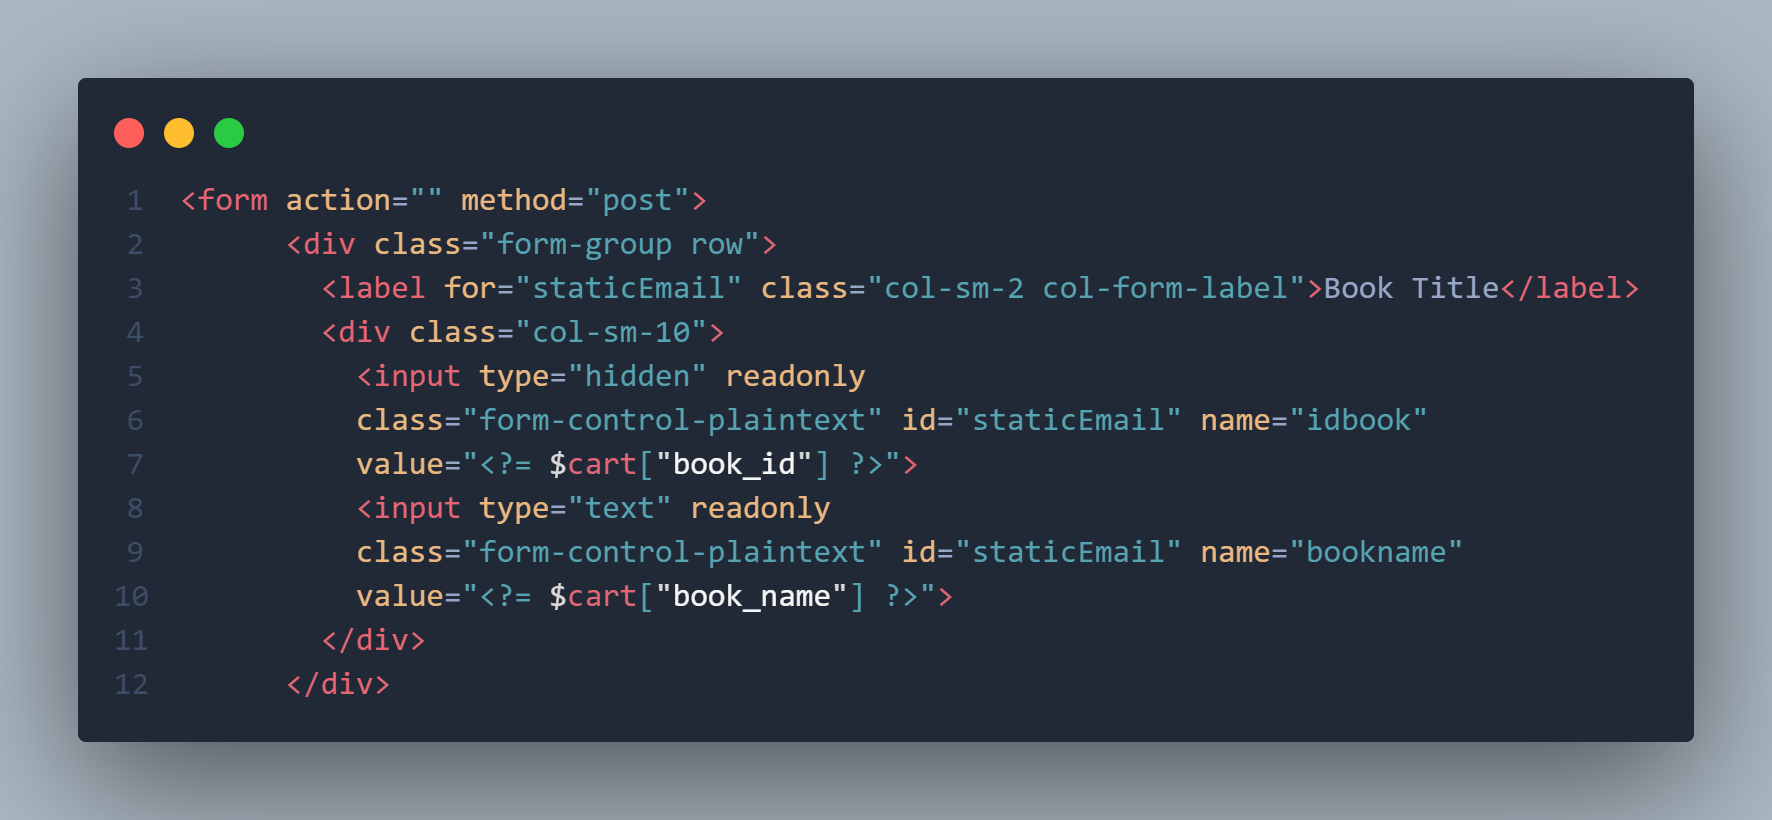 1 <form action="" method="post">
2 <div class="form-group row">
3 <label for="staticEmail" class="col-sm-2 col-form-label">Book Title</label>
4 <div class="col-sm-10">
5 <input type="hidden" readonly
6 class="form-control-plaintext" id="staticEmail" name="idbook"
7 value="<?= $cart["book_id"] ?>">
8 <input type="text" readonly
9 class="form-control-plaintext" id="staticEmail" name="bookname"
10 value="<?= $cart["book_name"] ?>">
11 </div>
12 </div>